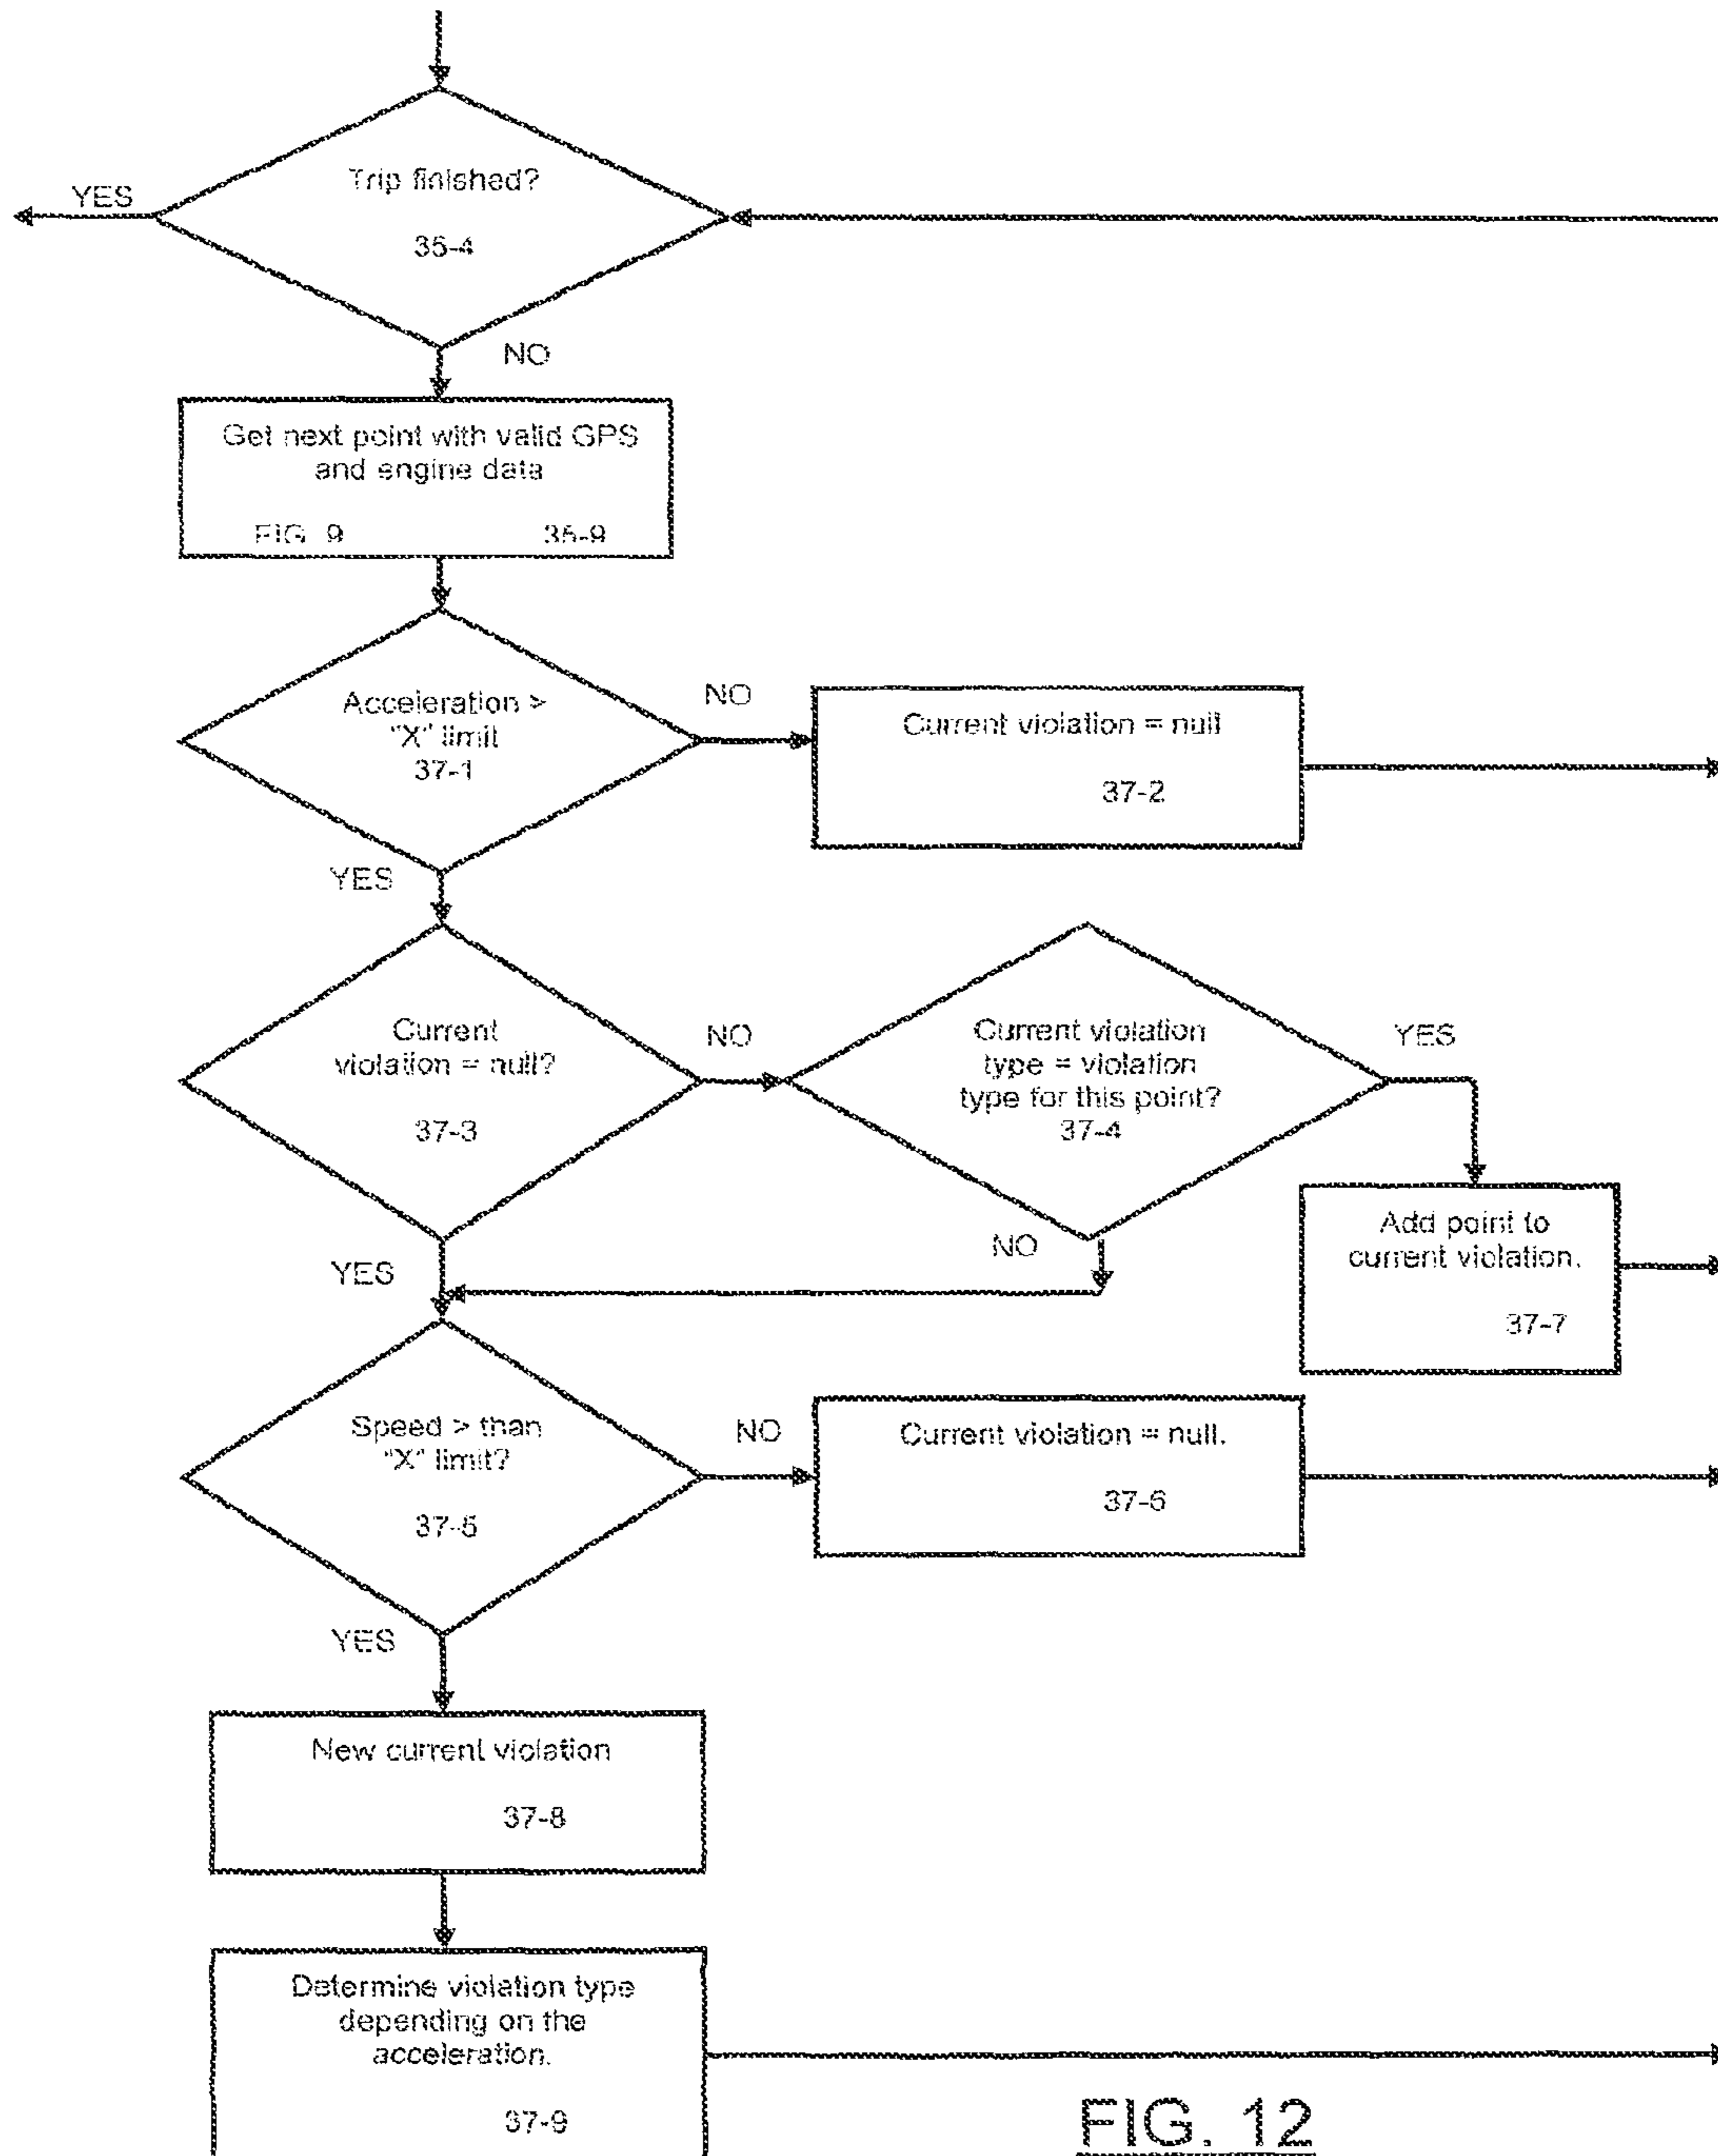 Trip finished?
YES
35-4
NO
Get next point with valid GPS
and engine data
FIG. 9 35-9
Acceleration >
"X" limit
37-1
NO
Current violation = null
37-2
YES
Current
violation = null?
37-3
NO
Current violation
type = violation
type for this point?
37-4
YES
NO
Add point to
current violation.
37-7
YES
Speed > than
"X" limit?
37-5
NO
Current violation = null.
37-6
YES
New current violation
37-8
Determine violation type
depending on the
acceleration.
37-9
FIG. 12